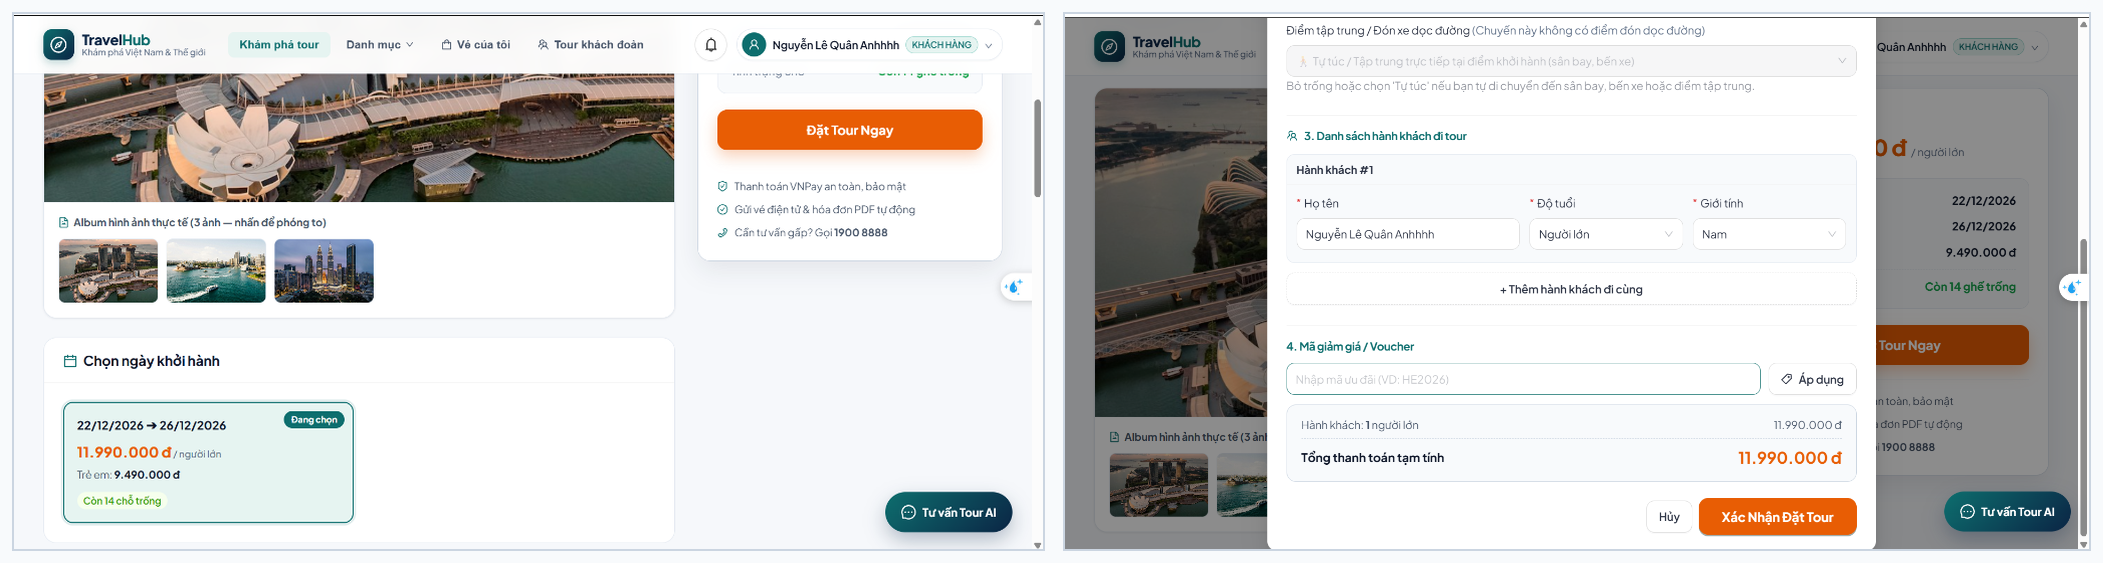 TravelHub
Khám phá Việt Nam & Thế giới
Khám phá tour
Danh mục
Vé của tôi
Tour khách đoàn
Nguyễn Lê Quân Anhhhh
KHÁCH HÀNG
Đặt Tour Ngay
Thanh toán VNPay an toàn, bảo mật
Gửi vé điện tử & hóa đơn PDF tự động
Cần tư vấn gấp? Gọi 1900 8888
Album hình ảnh thực tế (3 ảnh — nhấn để phóng to)
Chọn ngày khởi hành
22/12/2026 → 26/12/2026
Đang chọn
11.990.000 đ / người lớn
Trẻ em: 9.490.000 đ
Còn 14 chỗ trống
Tư vấn Tour AI
TravelHub
Khám phá Việt Nam & Thế giới
Quân Anhhhh
KHÁCH HÀNG
Điểm tập trung / Đón xe dọc đường (Chuyến này không có điểm đón dọc đường)
Tự túc / Tập trung trực tiếp tại điểm khởi hành (sân bay, bến xe)
Bỏ trống hoặc chọn 'Tự túc' nếu bạn tự di chuyển đến sân bay, bến xe hoặc điểm tập trung.
3. Danh sách hành khách đi tour
Hành khách #1
* Họ tên
* Độ tuổi
* Giới tính
Nguyễn Lê Quân Anhhhh
Người lớn
Nam
+ Thêm hành khách đi cùng
4. Mã giảm giá / Voucher
Nhập mã ưu đãi (VD: HE2026)
Áp dụng
Hành khách: 1 người lớn
11.990.000 đ
Tổng thanh toán tạm tính
11.990.000 đ
Hủy
Xác Nhận Đặt Tour
0 đ / người lớn
22/12/2026
26/12/2026
9.490.000 đ
Còn 14 ghế trống
Tour Ngay
n toàn, bảo mật
đơn PDF tự động
1900 8888
Album hình ảnh thực tế (3 ản
Tư vấn Tour AI